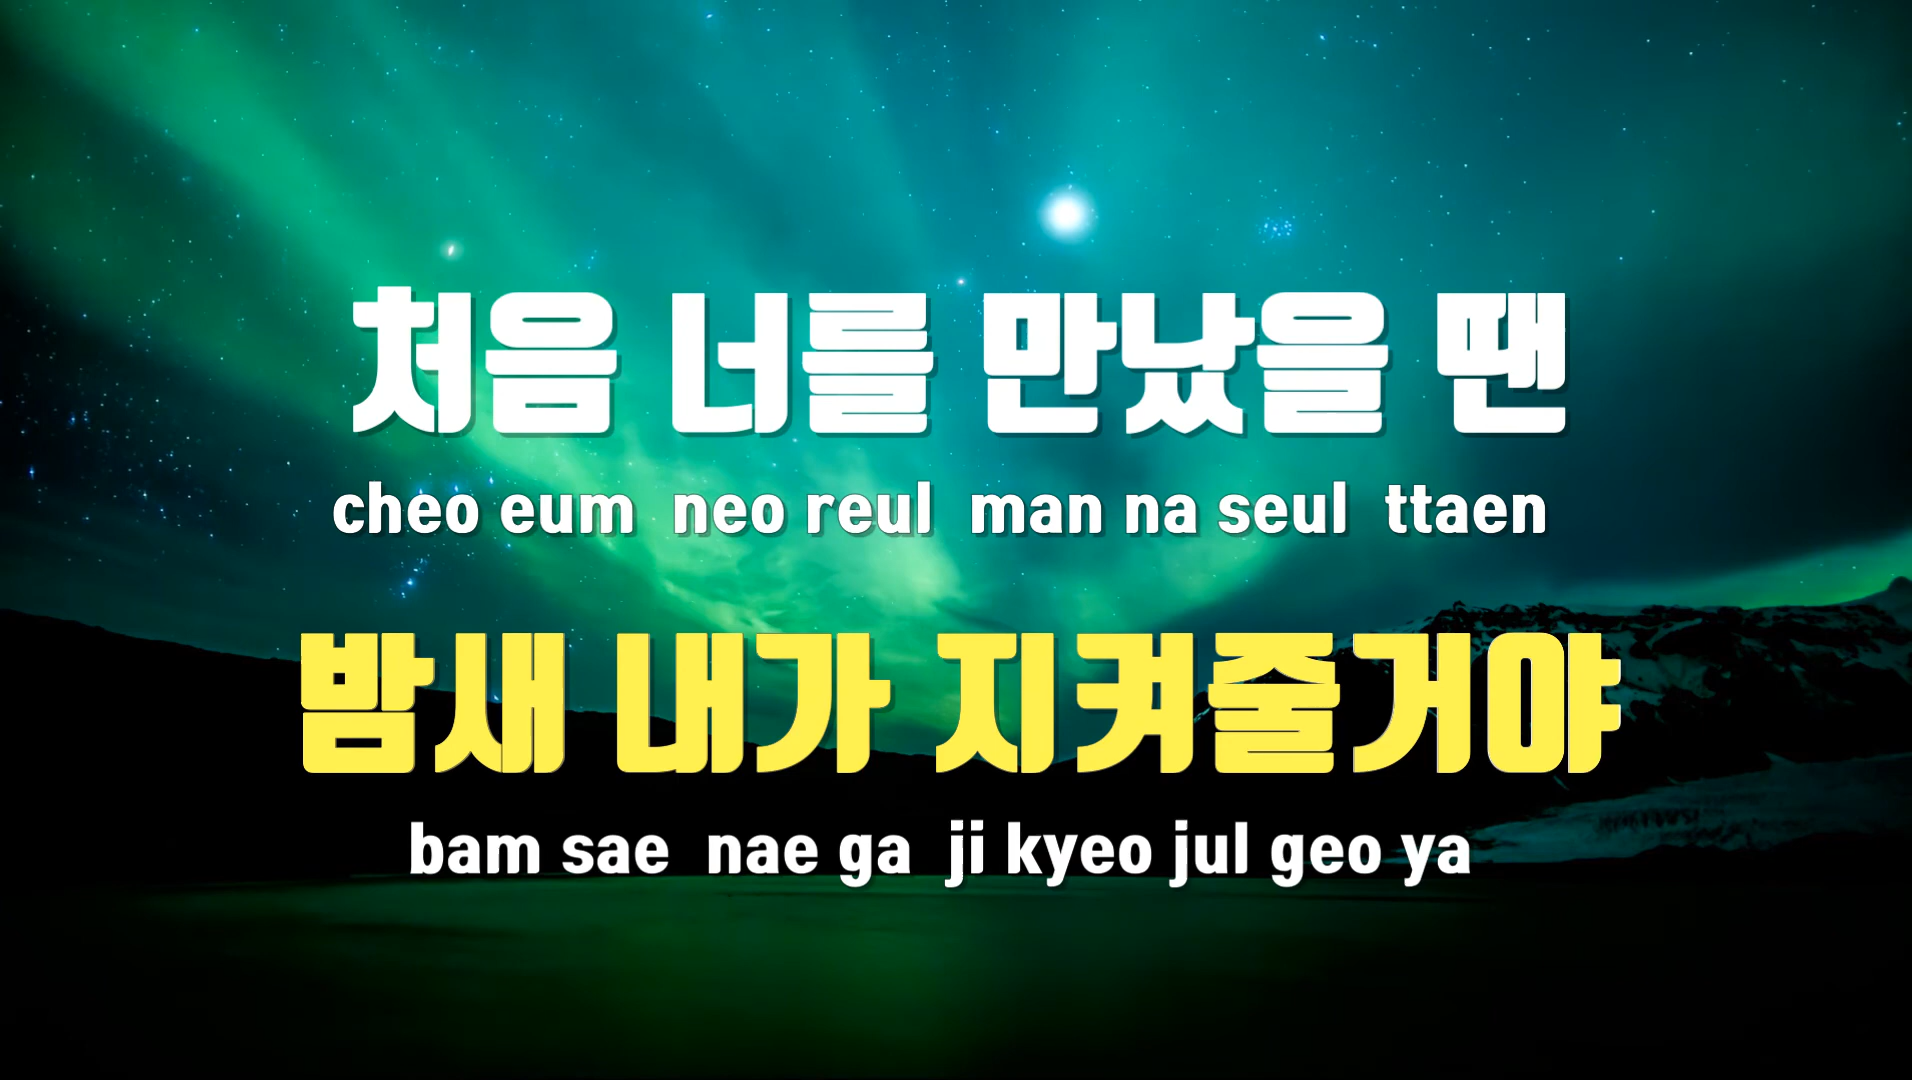 처음 너를 만났을 땐
cheo eum neo reul man na seul ttaen
밤새 내가 지켜줄거야
bam sae nae ga ji kyeo jul geo ya